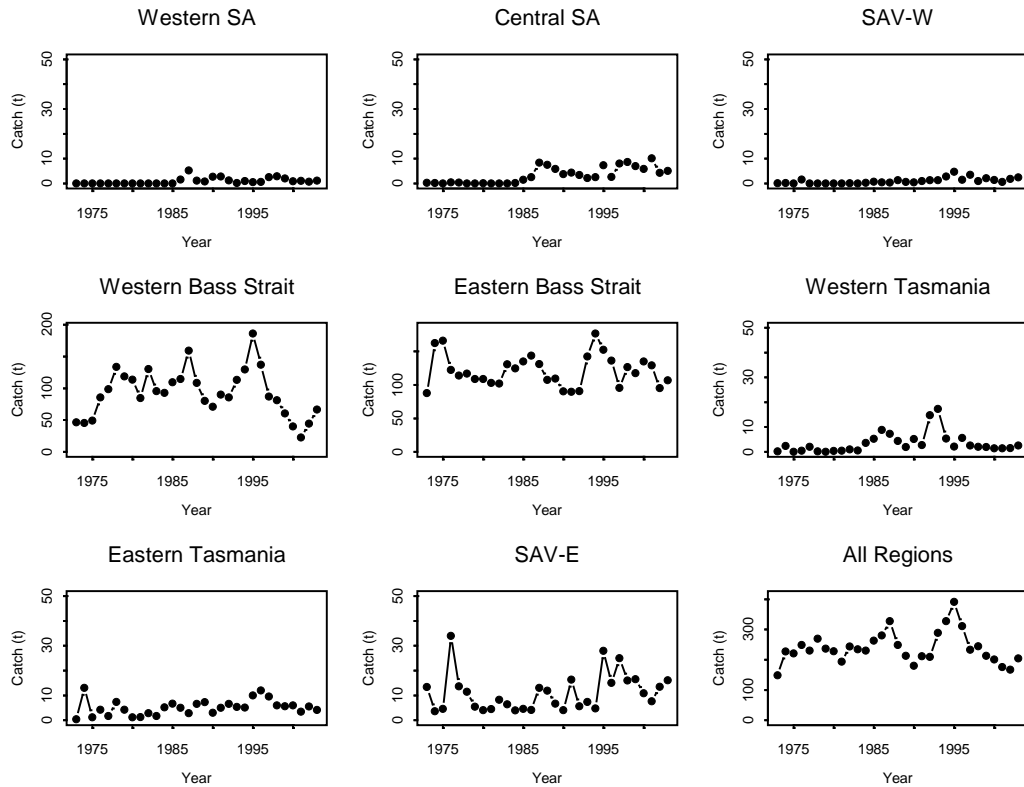 Western SA
Central SA
SAV-W
Catch (t)
50
30
10
0
1975 1985 1995
Year
Catch (t)
50
30
10
0
1975 1985 1995
Year
Catch (t)
50
30
10
0
1975 1985 1995
Year
Western Bass Strait
Eastern Bass Strait
Western Tasmania
Catch (t)
200
100
50
0
1975 1985 1995
Year
Catch (t)
100
50
0
1975 1985 1995
Year
Catch (t)
50
30
10
0
1975 1985 1995
Year
Eastern Tasmania
SAV-E
All Regions
Catch (t)
50
30
10
0
1975 1985 1995
Year
Catch (t)
50
30
10
0
1975 1985 1995
Year
Catch (t)
300
100
0
1975 1985 1995
Year